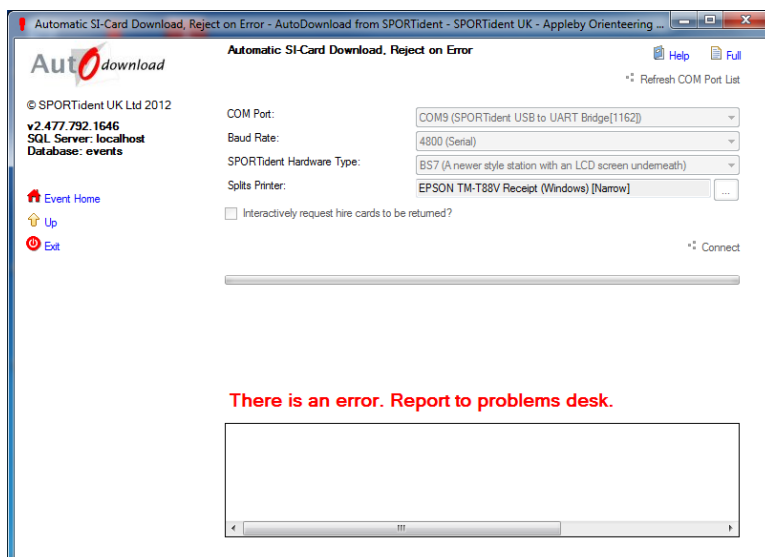 Automatic SI-Card Download, Reject on Error - AutoDownload from SPORTident - SPORTident UK - Appleby Orienteering ...
AutOdownload
Automatic SI-Card Download, Reject on Error
Help
Full
Refresh COM Port List
© SPORTident UK Ltd 2012
v2.477.792.1646
SQL Server: localhost
Database: events
Event Home
Up
Exit
COM Port:
COM9 (SPORTident USB to UART Bridge[1162])
Baud Rate:
4800 (Serial)
SPORTident Hardware Type:
BS7 (A newer style station with an LCD screen underneath)
Splits Printer:
EPSON TM-T88V Receipt (Windows) [Narrow]
...
Interactively request hire cards to be returned?
Connect
There is an error. Report to problems desk.